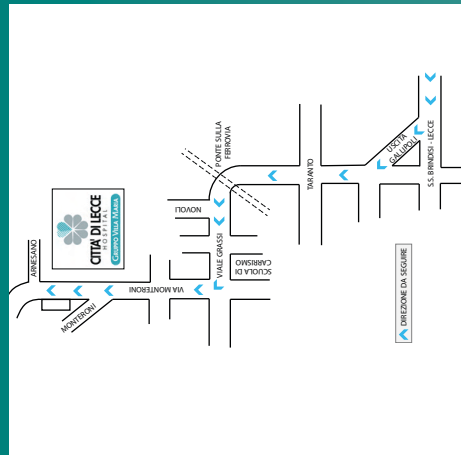 PONTE SULLA
FERROVIA
USCITA
GALLIPOLI
S.S. BRINDISI - LECCE
TARANTO
NOVOLI
CITTA' DI LECCE
HOSPITAL
GRUPPO VILLA MARIA
ARNESANO
VIALE GRASSI
SCUOLA DI
CARRISMO
VIA MONTERONI
MONTERONI
DIREZIONE DA SEGUIRE